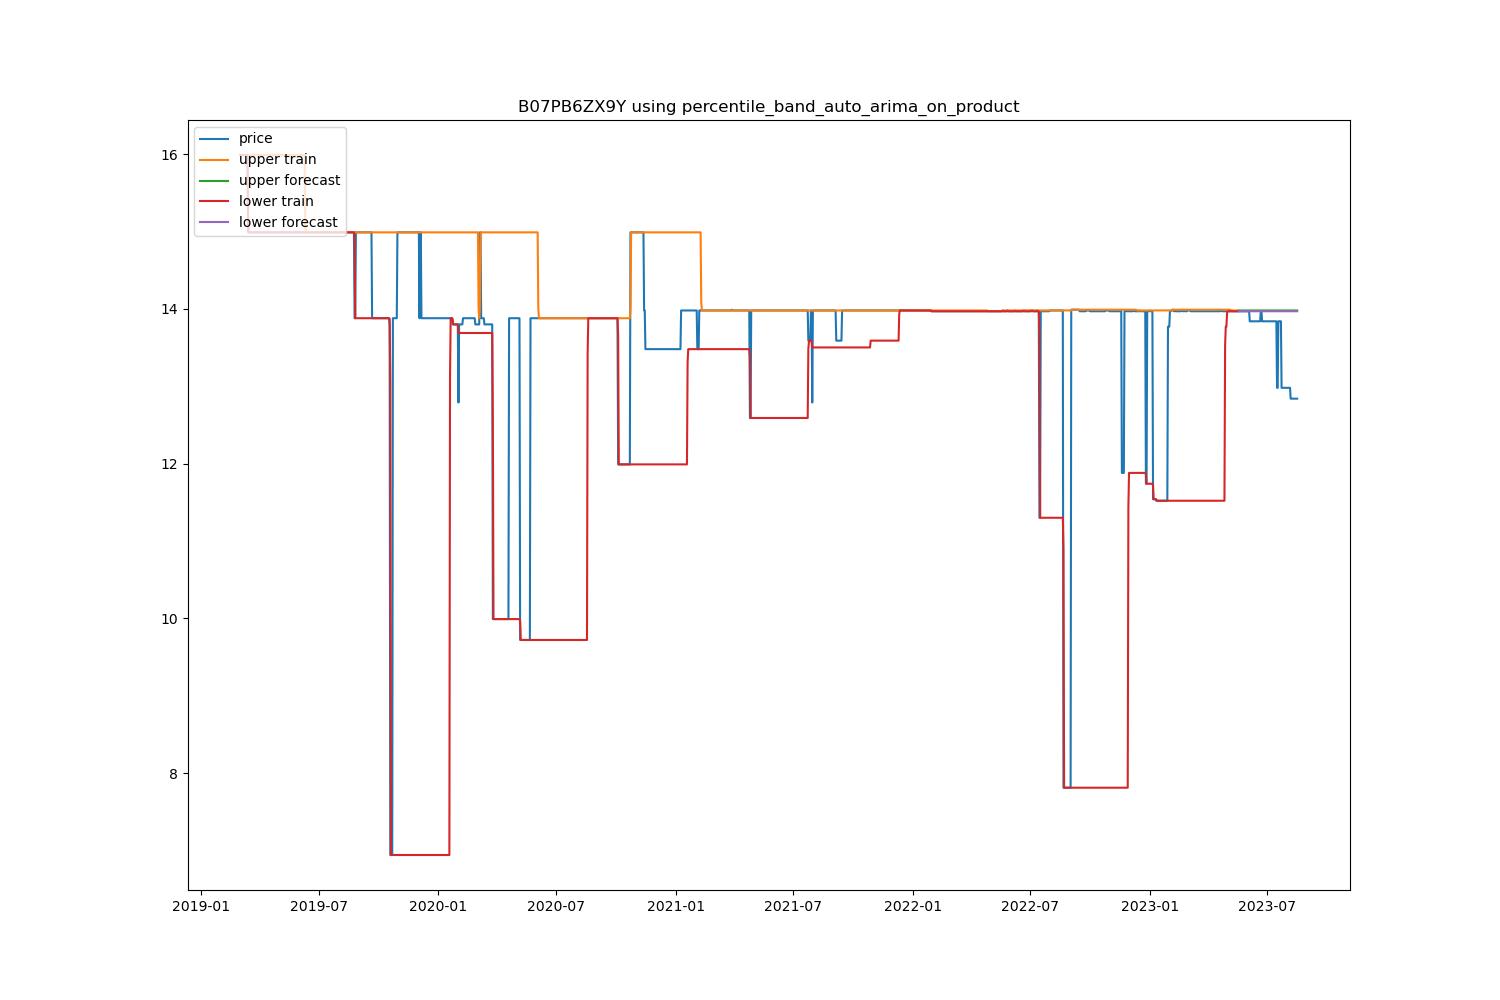 B07PB6ZX9Y using percentile_band_auto_arima_on_product
price
upper train
upper forecast
lower train
lower forecast
16
14
12
10
8
2019-01
2019-07
2020-01
2020-07
2021-01
2021-07
2022-01
2022-07
2023-01
2023-07